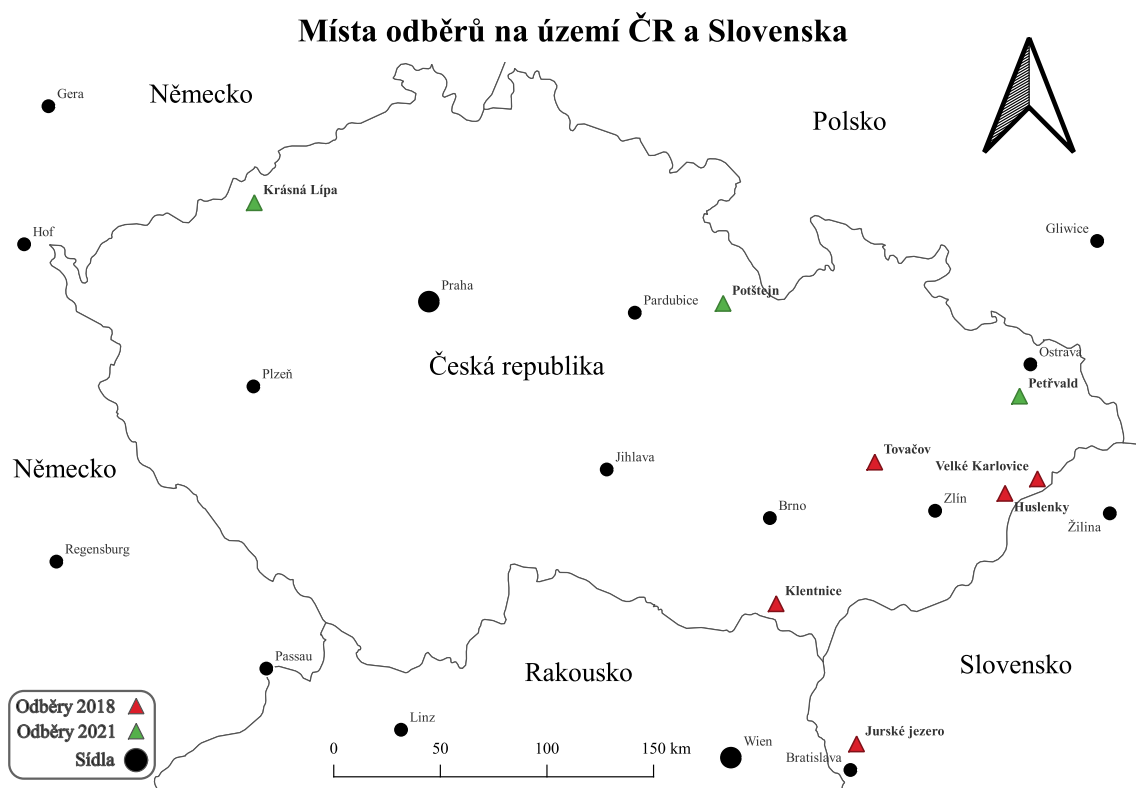 Místa odběrů na území ČR a Slovenska
Gera
Německo
Polsko
Krásná Lípa
Hof
Gliwice
Praha
Potštejn
Pardubice
Ostrava
Česká republika
Plzeň
Petřvald
Tovačov
Německo
Jihlava
Velké Karlovice
Zlín
Brno
Huslenky
Žilina
Regensburg
Klentnice
Passau
Rakousko
Slovensko
Odběry 2018
Odběry 2021
Sídla
Linz
Jurské jezero
Wien
0 50 100 150 km
Bratislava